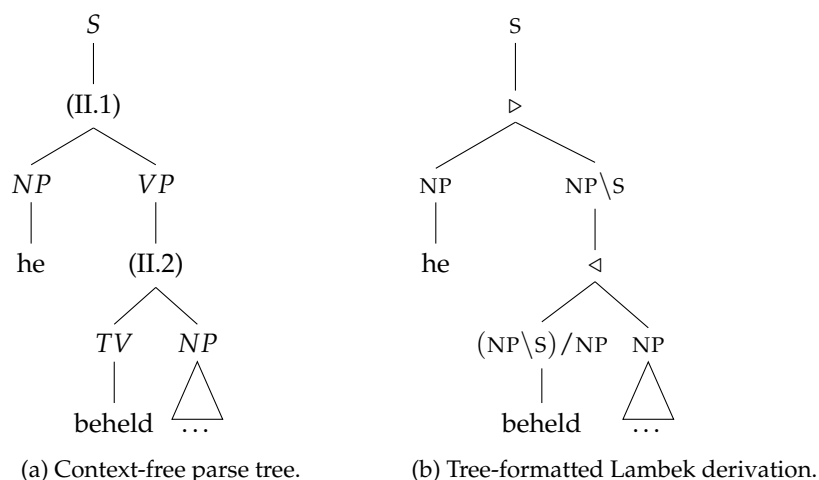 S S
(II.1) ▷
NP VP NP NP\S
he (II.2) he ◁
TV NP (NP\S)/NP NP
beheld ... beheld ...
(a) Context-free parse tree. (b) Tree-formatted Lambek derivation.